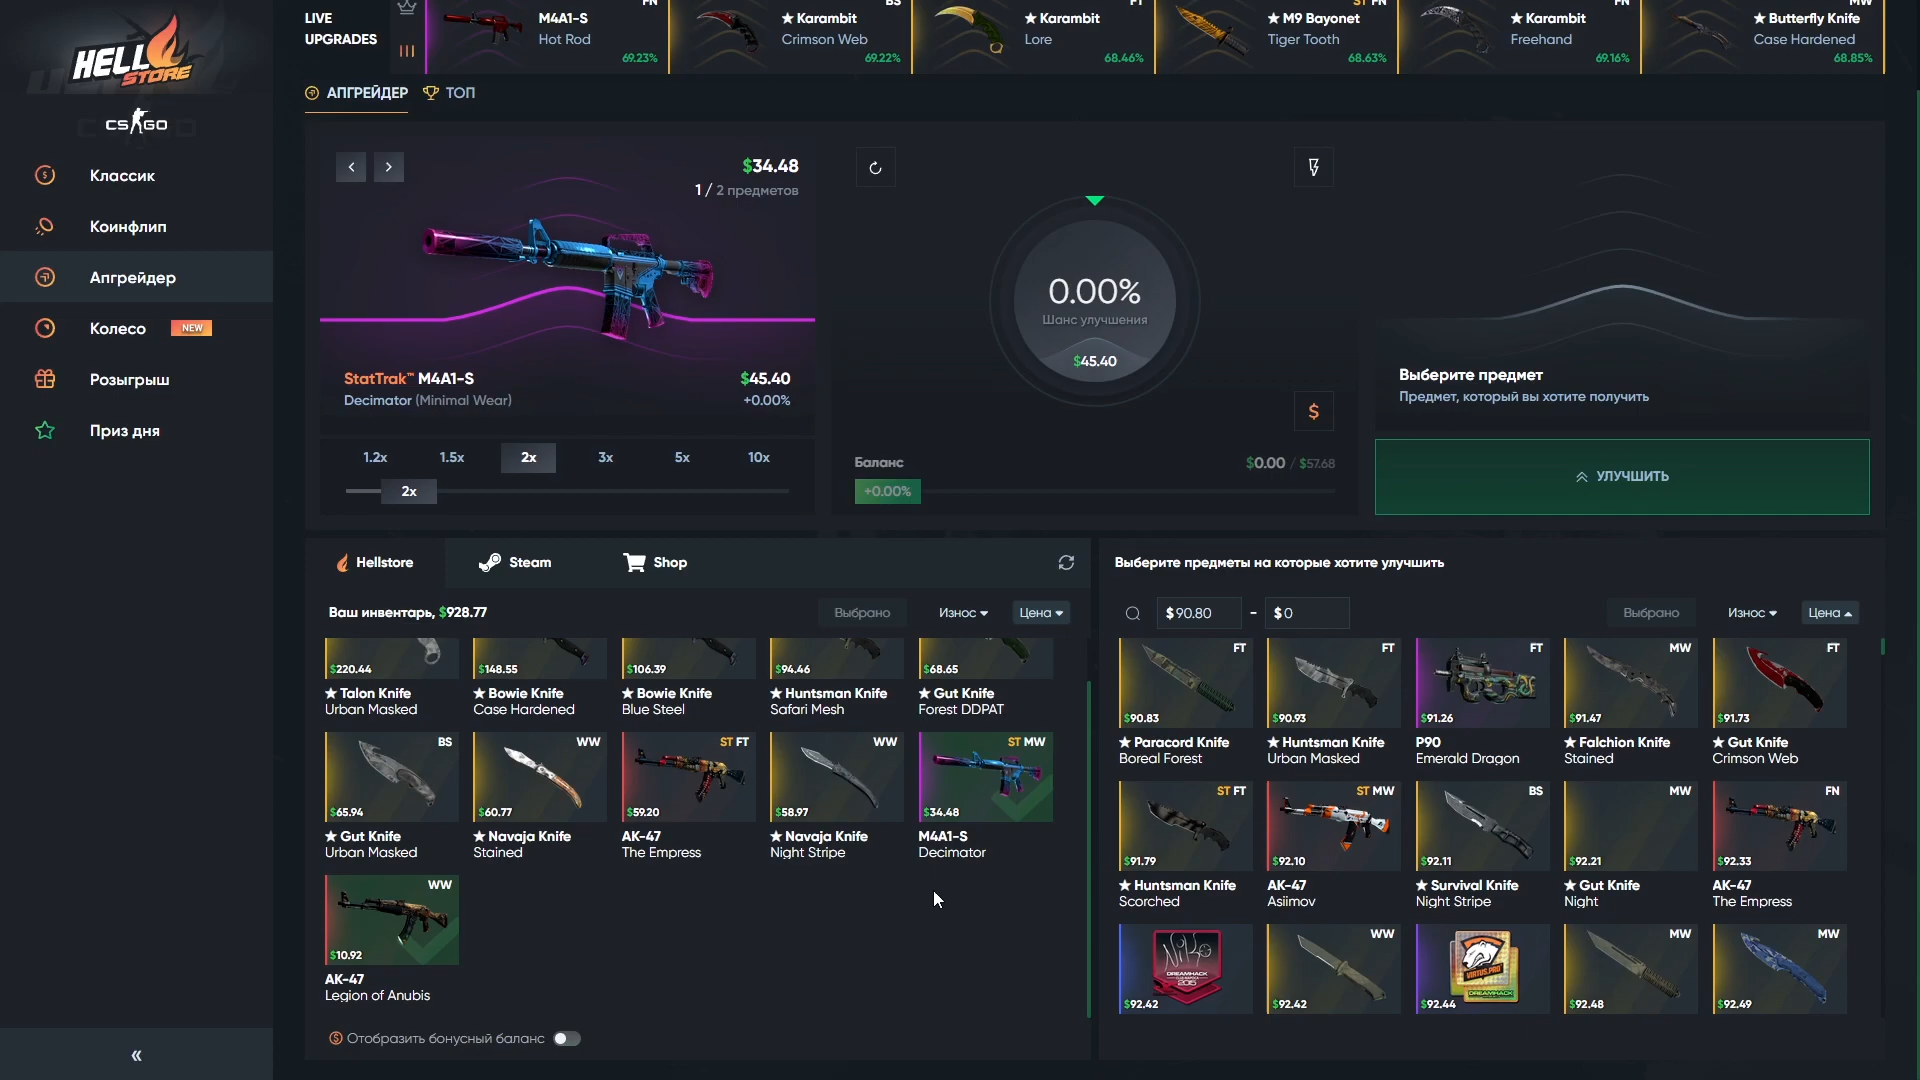 HELL
STORE
CS GO
Классик
Коинфлип
Апгрейдер
Колесо
NEW
Розыгрыш
Приз дня
«
LIVE
UPGRADES
M4A1-S
FN
Hot Rod
69.23%
★ Karambit
BS
Crimson Web
69.22%
★ Karambit
FT
Lore
68.46%
★ M9 Bayonet
ST FN
Tiger Tooth
68.63%
★ Karambit
FN
Freehand
69.16%
★ Butterfly Knife
MW
Case Hardened
68.85%
АПГРЕЙДЕР
ТОП
$34.48
1 / 2 предметов
StatTrak™ M4A1-S
$45.40
Decimator (Minimal Wear)
+0.00%
1.2x 1.5x 2x 3x 5x 10x
2x
0.00%
Шанс улучшения
$45.40
$
Баланс
$0.00 / $57.68
+0.00%
Выберите предмет
Предмет, который вы хотите получить
УЛУЧШИТЬ
Hellstore
Steam
Shop
Ваш инвентарь, $928.77
Выбрано
Износ
Цена
$220.44
★ Talon Knife
Urban Masked
$148.55
★ Bowie Knife
Case Hardened
$106.39
★ Bowie Knife
Blue Steel
$94.46
★ Huntsman Knife
Safari Mesh
$68.65
★ Gut Knife
Forest DDPAT
BS
$65.94
★ Gut Knife
Urban Masked
WW
$60.77
★ Navaja Knife
Stained
ST FT
$59.20
AK-47
The Empress
WW
$58.97
★ Navaja Knife
Night Stripe
ST MW
$34.48
M4A1-S
Decimator
WW
$10.92
AK-47
Legion of Anubis
Отобразить бонусный баланс
Выберите предметы на которые хотите улучшить
$ 90.80 - $ 0
Выбрано
Износ
Цена
FT
$90.83
★ Paracord Knife
Boreal Forest
FT
$90.93
★ Huntsman Knife
Urban Masked
FT
$91.26
P90
Emerald Dragon
MW
$91.47
★ Falchion Knife
Stained
FT
$91.73
★ Gut Knife
Crimson Web
ST FT
$91.79
★ Huntsman Knife
Scorched
ST MW
$92.10
AK-47
Asiimov
BS
$92.11
★ Survival Knife
Night Stripe
MW
$92.21
★ Gut Knife
Night
FN
$92.33
AK-47
The Empress
DREAMHACK
2015
$92.42
WW
$92.42
VIRTUS.PRO
DREAMHACK
$92.44
MW
$92.48
MW
$92.49